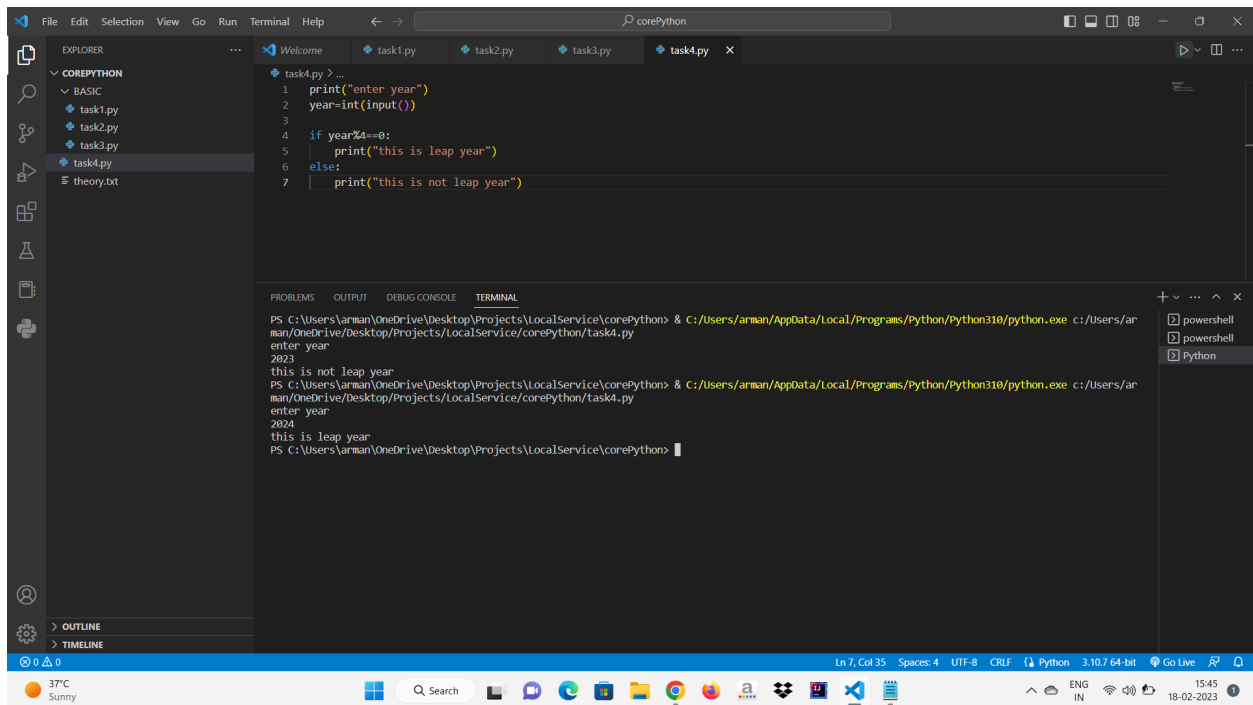 File Edit Selection View Go Run Terminal Help
corePython
EXPLORER
Welcome task1.py task2.py task3.py task4.py
COREPYTHON
BASIC
task1.py
task2.py
task3.py
task4.py
theory.txt
task4.py > ...
1 print("enter year")
2 year=int(input())
3
4 if year%4==0:
5 print("this is leap year")
6 else:
7 print("this is not leap year")
PROBLEMS OUTPUT DEBUG CONSOLE TERMINAL
PS C:\Users\arman\OneDrive\Desktop\Projects\LocalService\corePython> & C:/Users/arman/AppData/Local/Programs/Python/Python310/python.exe c:/Users/ar
man/OneDrive/Desktop/Projects/LocalService/corePython/task4.py
enter year
2023
this is not leap year
PS C:\Users\arman\OneDrive\Desktop\Projects\LocalService\corePython> & C:/Users/arman/AppData/Local/Programs/Python/Python310/python.exe c:/Users/ar
man/OneDrive/Desktop/Projects/LocalService/corePython/task4.py
enter year
2024
this is leap year
PS C:\Users\arman\OneDrive\Desktop\Projects\LocalService\corePython>
powershell
powershell
Python
OUTLINE
TIMELINE
0 0 Ln 7, Col 35 Spaces: 4 UTF-8 CRLF Python 3.10.7 64-bit Go Live
37°C
Sunny
Search
ENG
IN
15:45
18-02-2023
1